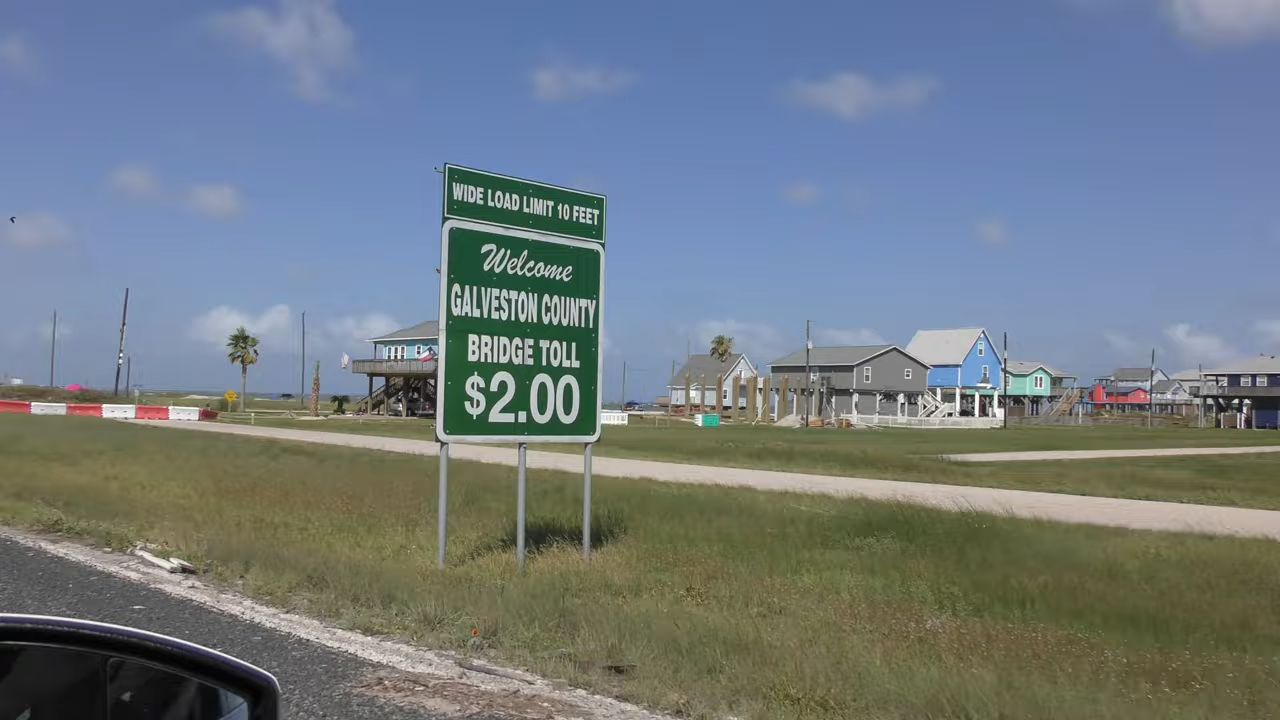 WIDE LOAD LIMIT 10 FEET
Welcome
GALVESTON COUNTY
BRIDGE TOLL
$2.00